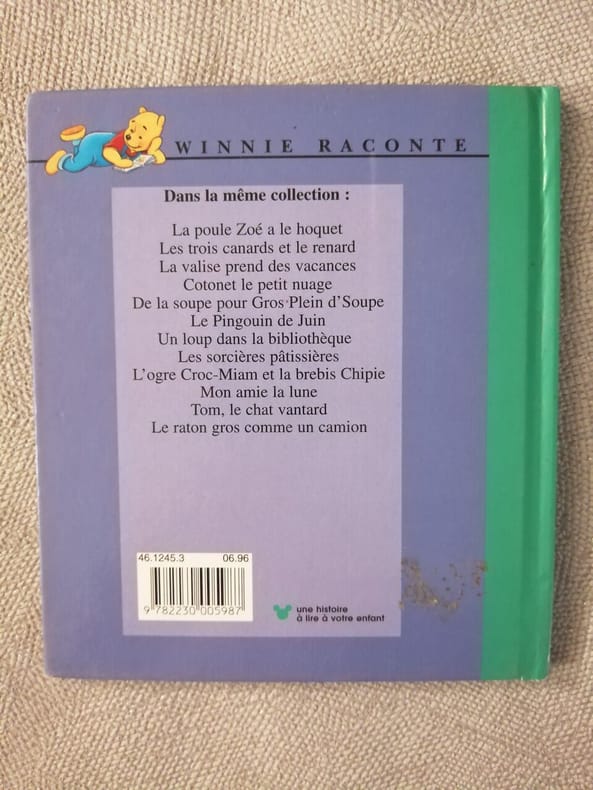 WINNIE RACONTE
Dans la même collection :
La poule Zoé a le hoquet
Les trois canards et le renard
La valise prend des vacances
Cotonet le petit nuage
De la soupe pour Gros-Plein d'Soupe
Le Pingouin de Juin
Un loup dans la bibliothèque
Les sorcières pâtissières
L'ogre Croc-Miam et la brebis Chipie
Mon amie la lune
Tom, le chat vantard
Le raton gros comme un camion
46.1245.3 06.96
9 782230 005987
une histoire
à lire à votre enfant